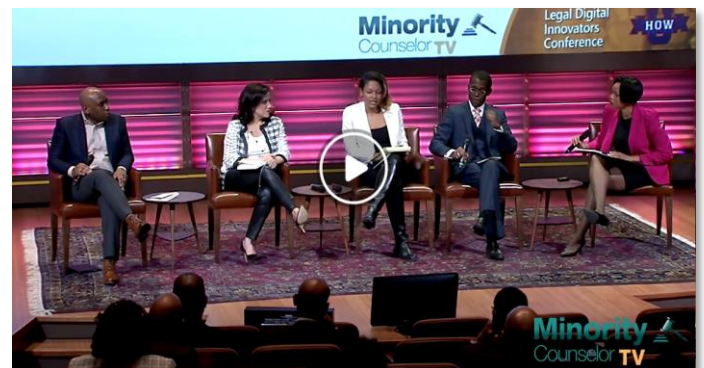 Minority
Counselor TV
Legal Digital
Innovators
Conference
HOW
Minority
Counselor TV